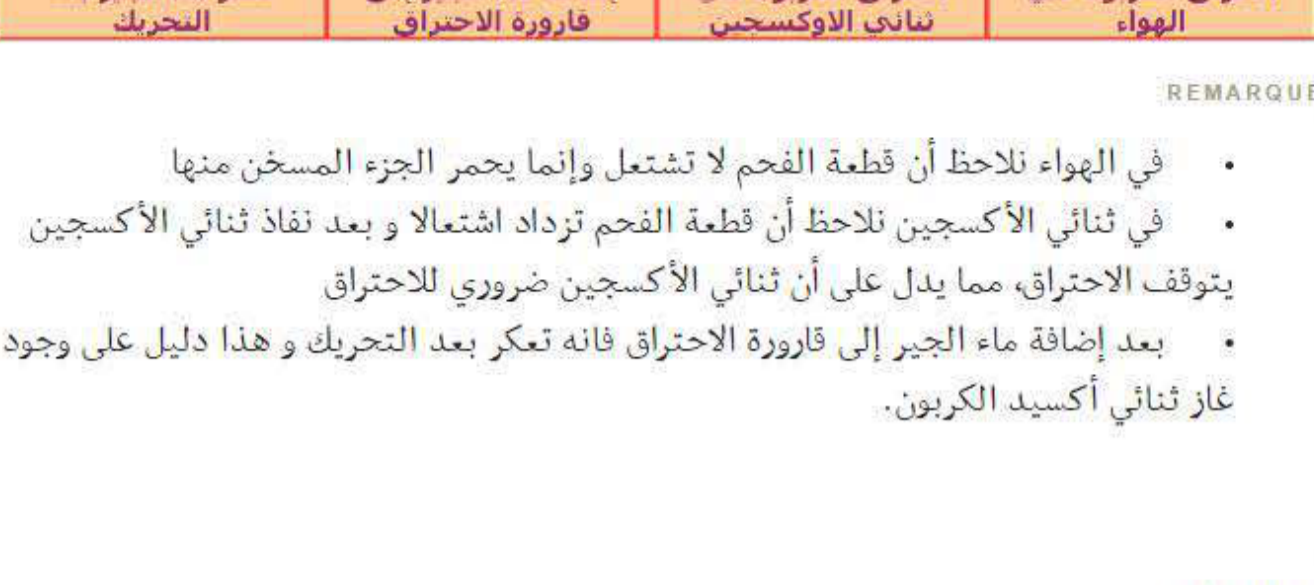 الهواء
ثنائي الاوكسجين
قارورة الاحتراق
التحريك
REMARQUE
• في الهواء نلاحظ أن قطعة الفحم لا تشتعل وإنما يحمر الجزء المسخن منها
• في ثنائي الأكسجين نلاحظ أن قطعة الفحم تزداد اشتعالا و بعد نفاذ ثنائي الأكسجين
يتوقف الاحتراق، مما يدل على أن ثنائي الأكسجين ضروري للاحتراق
• بعد إضافة ماء الجير إلى قارورة الاحتراق فانه تعكر بعد التحريك و هذا دليل على وجود
غاز ثنائي أكسيد الكربون.